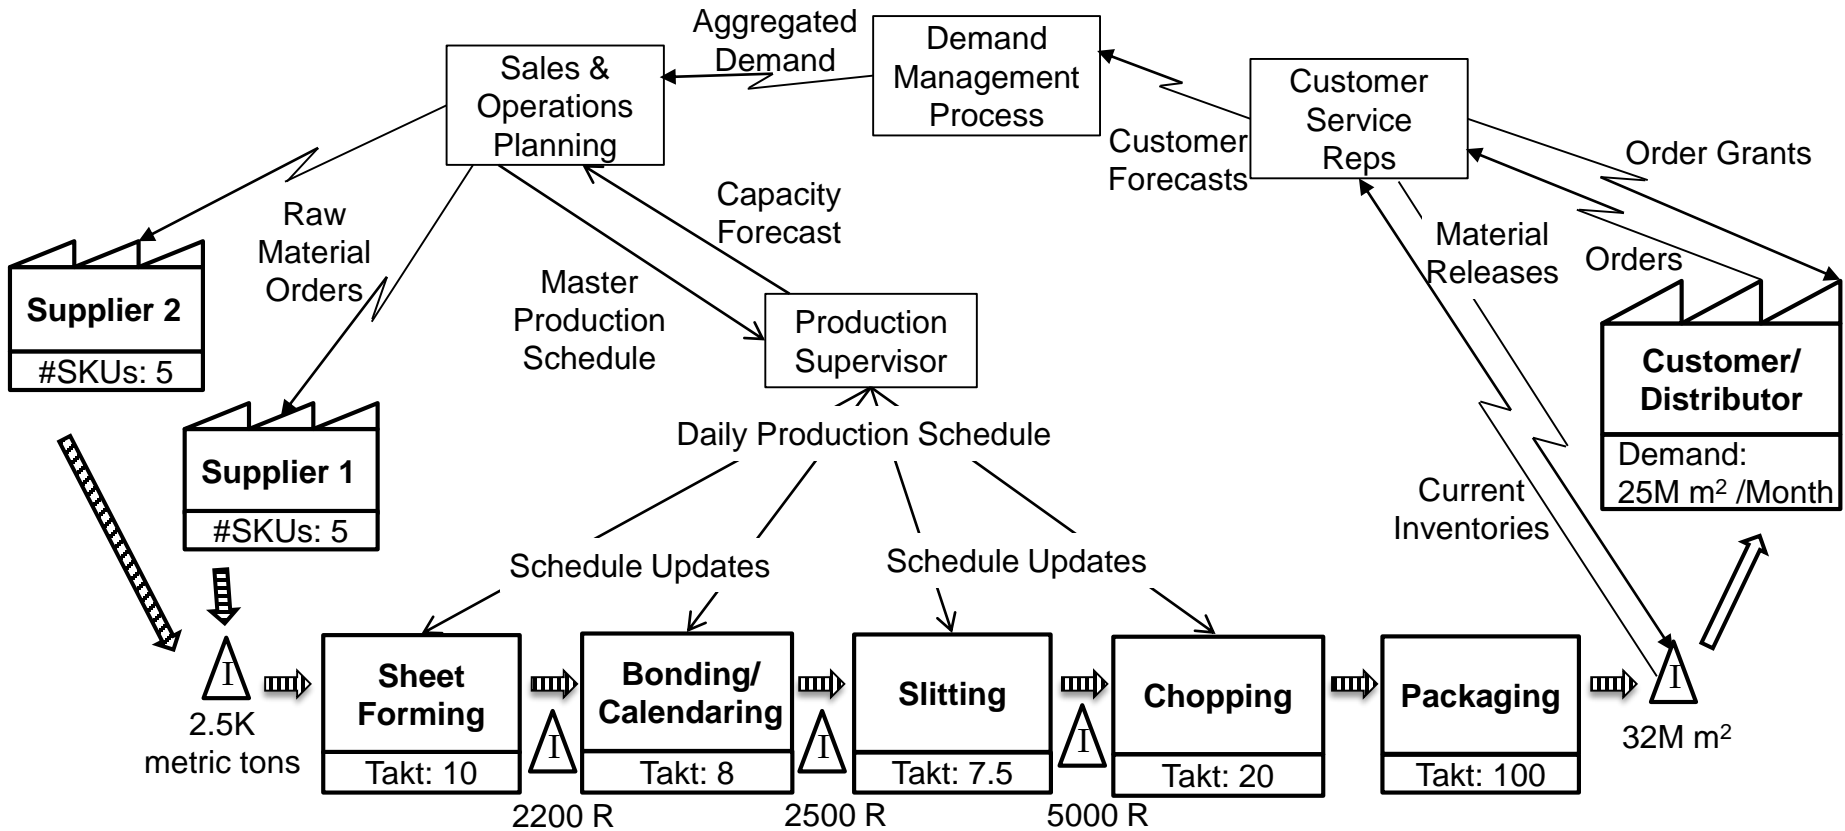 Aggregated
Demand
Demand
Management
Process
Sales &
Operations
Planning
Customer
Service
Reps
Customer
Forecasts
Order Grants
Raw
Material
Orders
Capacity
Forecast
Material
Releases
Orders
Master
Production
Schedule
Production
Supervisor
Supplier 2
#SKUs: 5
Customer/
Distributor
Demand:
25M m² /Month
Daily Production Schedule
Supplier 1
#SKUs: 5
Current
Inventories
Schedule Updates
Schedule Updates
I
2.5K
metric tons
Sheet
Forming
Takt: 10
I
2200 R
Bonding/
Calendaring
Takt: 8
I
2500 R
Slitting
Takt: 7.5
I
5000 R
Chopping
Takt: 20
Packaging
Takt: 100
I
32M m²